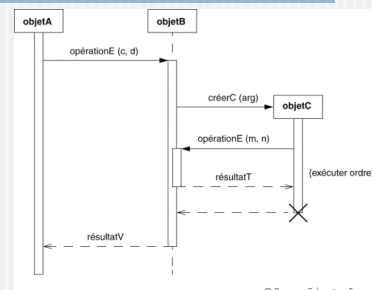 objetA
objetB
opérationE (c, d)
créerC (arg)
objetC
opérationE (m, n)
résultatT
{exécuter ordre
résultatV